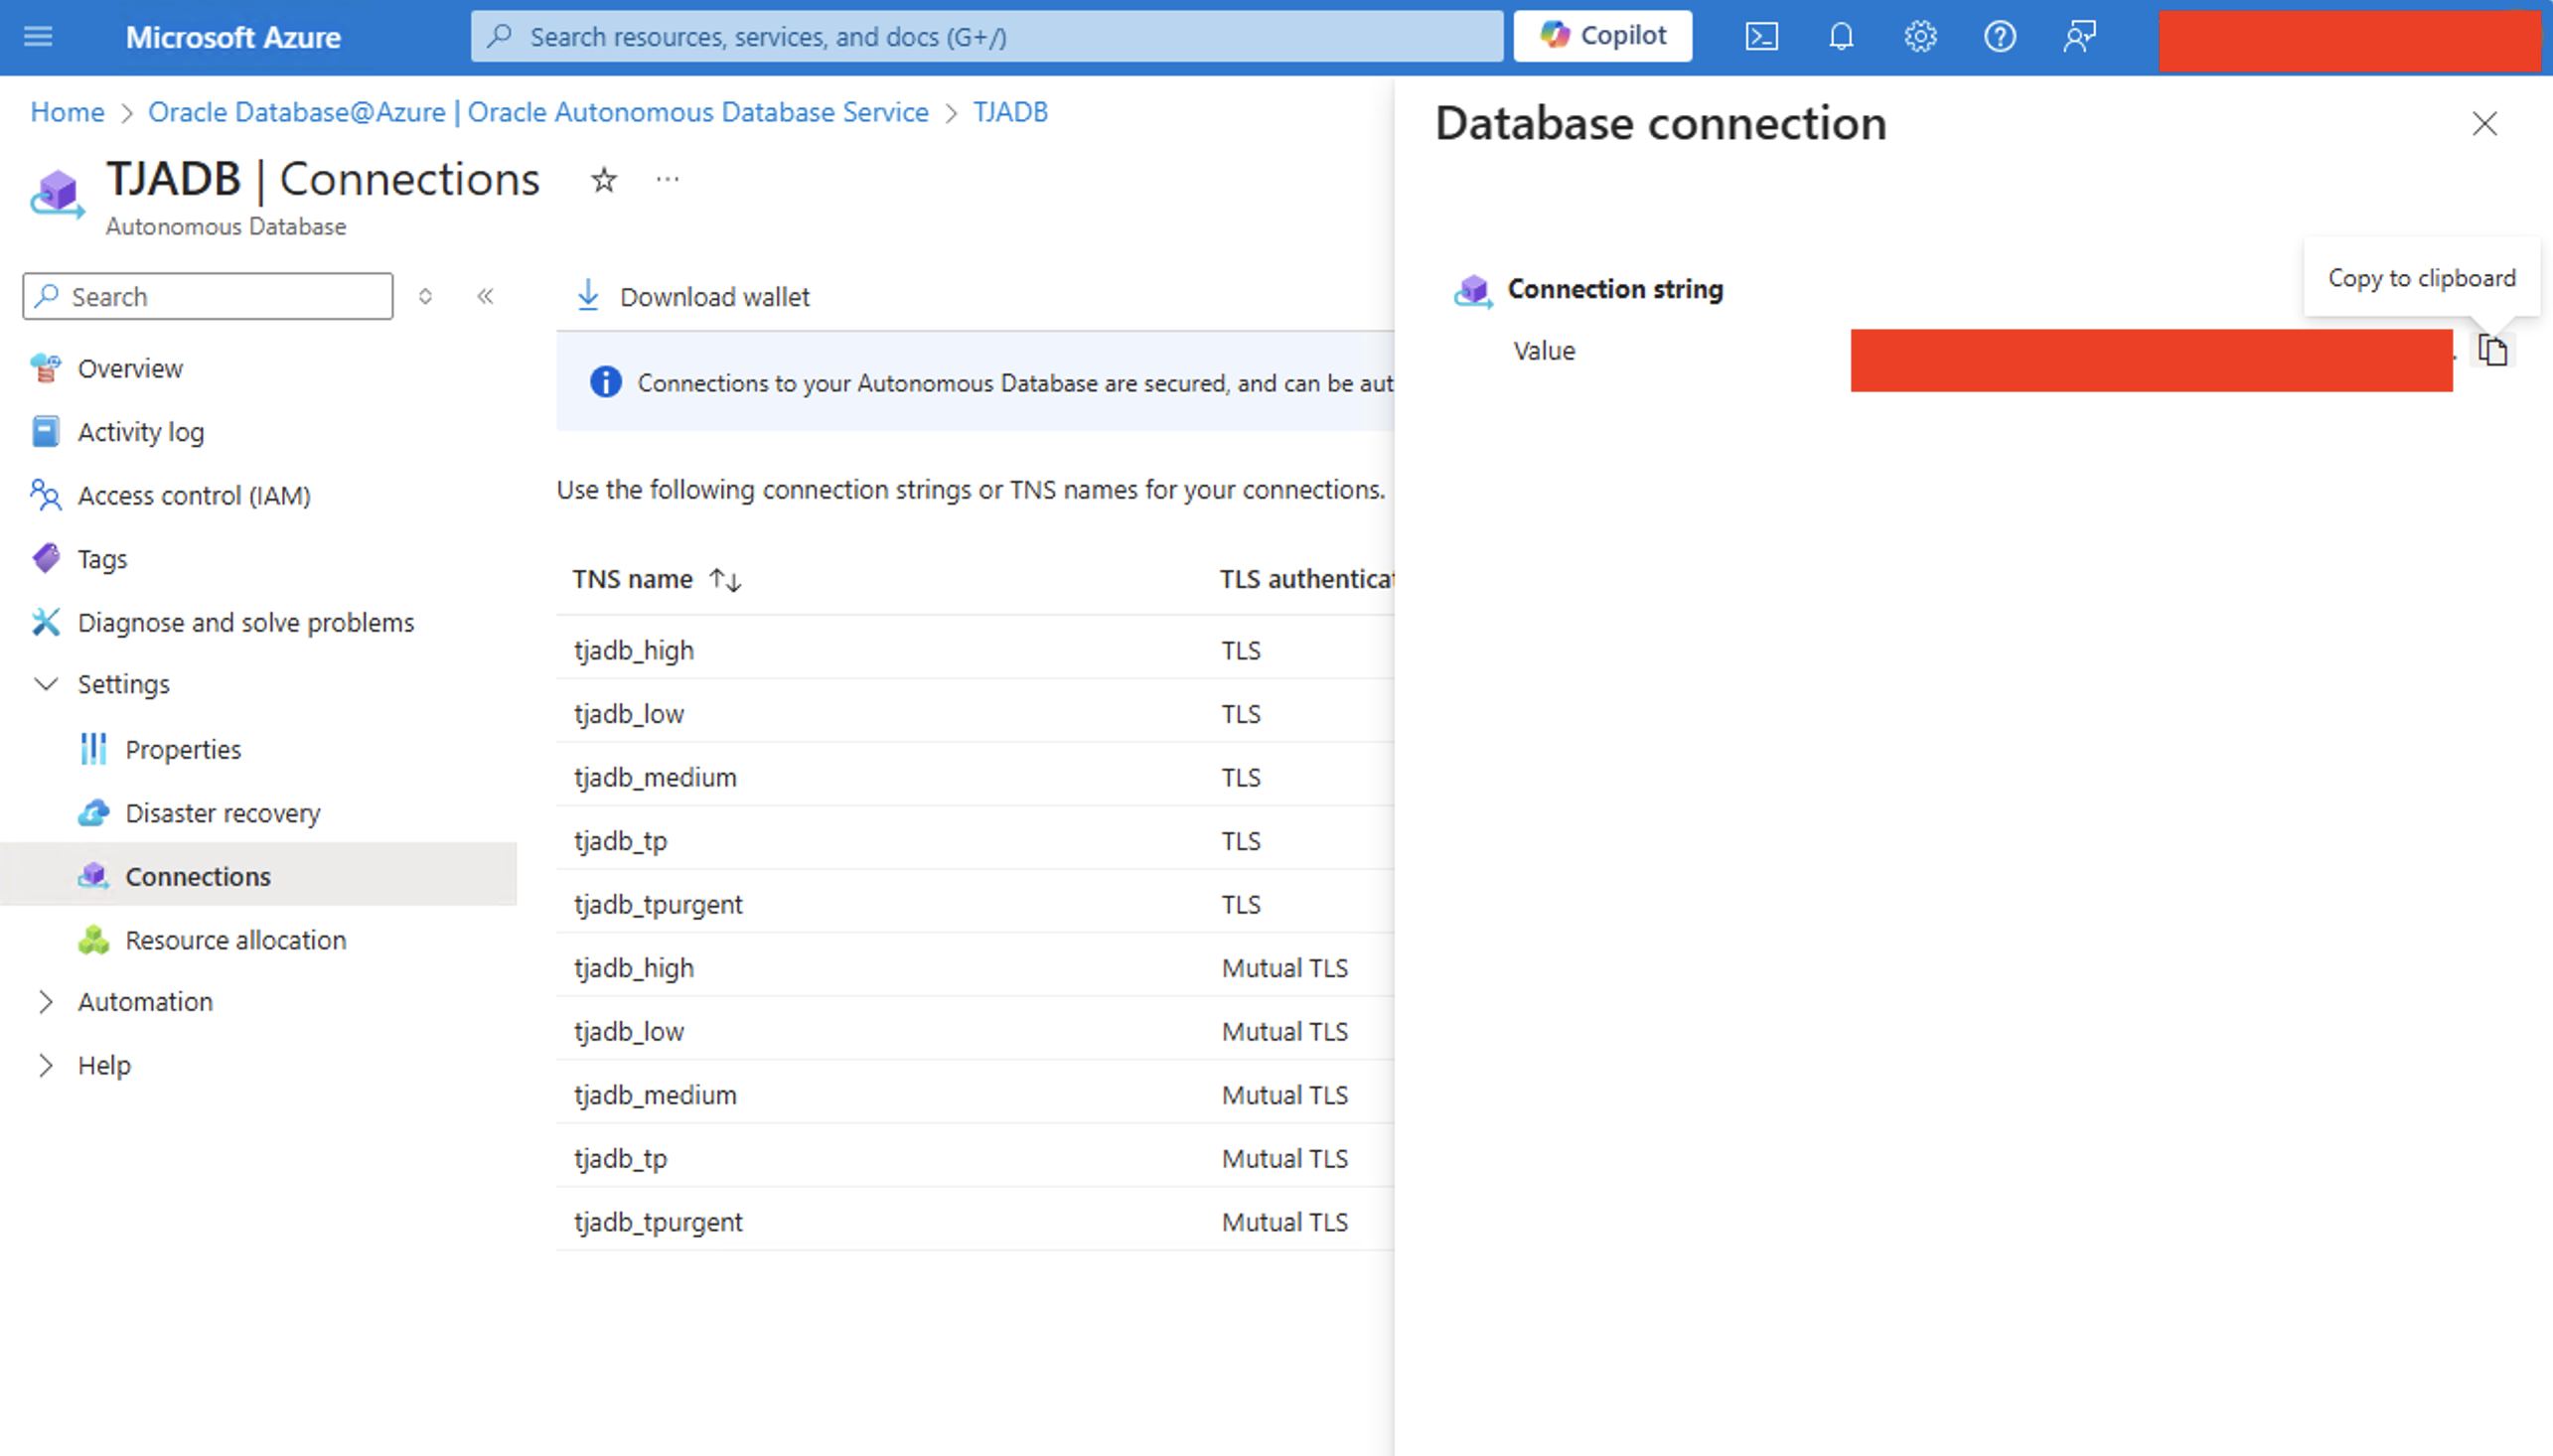 Microsoft Azure
Search resources, services, and docs (G+/)
Copilot
Home > Oracle Database@Azure | Oracle Autonomous Database Service > TJADB
TJADB | Connections
Autonomous Database
Search
Overview
Activity log
Access control (IAM)
Tags
Diagnose and solve problems
Settings
Properties
Disaster recovery
Connections
Resource allocation
Automation
Help
Download wallet
Connections to your Autonomous Database are secured, and can be aut
Use the following connection strings or TNS names for your connections.
TNS name TLS authenticat
tjadb_high TLS
tjadb_low TLS
tjadb_medium TLS
tjadb_tp TLS
tjadb_tpurgent TLS
tjadb_high Mutual TLS
tjadb_low Mutual TLS
tjadb_medium Mutual TLS
tjadb_tp Mutual TLS
tjadb_tpurgent Mutual TLS
Database connection
Copy to clipboard
Connection string
Value